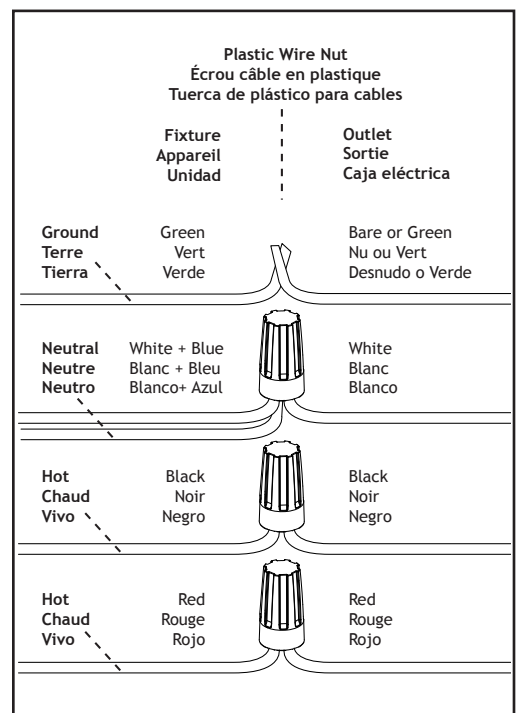 Plastic Wire Nut
Écrou câble en plastique
Tuerca de plástico para cables
Fixture
Appareil
Unidad
Outlet
Sortie
Caja eléctrica
Ground Green Bare or Green
Terre Vert Nu ou Vert
Tierra Verde Desnudo o Verde
Neutral White + Blue White
Neutre Blanc + Bleu Blanc
Neutro Blanco+ Azul Blanco
Hot Black Black
Chaud Noir Noir
Vivo Negro Negro
Hot Red Red
Chaud Rouge Rouge
Vivo Rojo Rojo